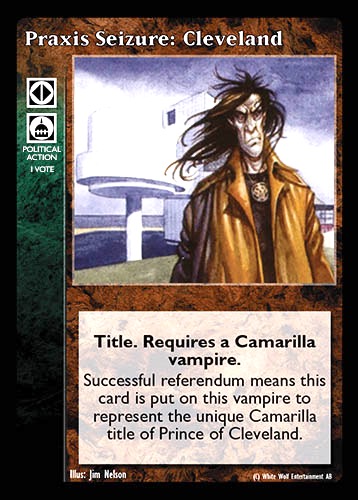 Praxis Seizure: Cleveland
POLITICAL
ACTION
1 VOTE
Title. Requires a Camarilla
vampire.
Successful referendum means this
card is put on this vampire to
represent the unique Camarilla
title of Prince of Cleveland.
Illus: Jim Nelson
(C) White Wolf Entertainment AB